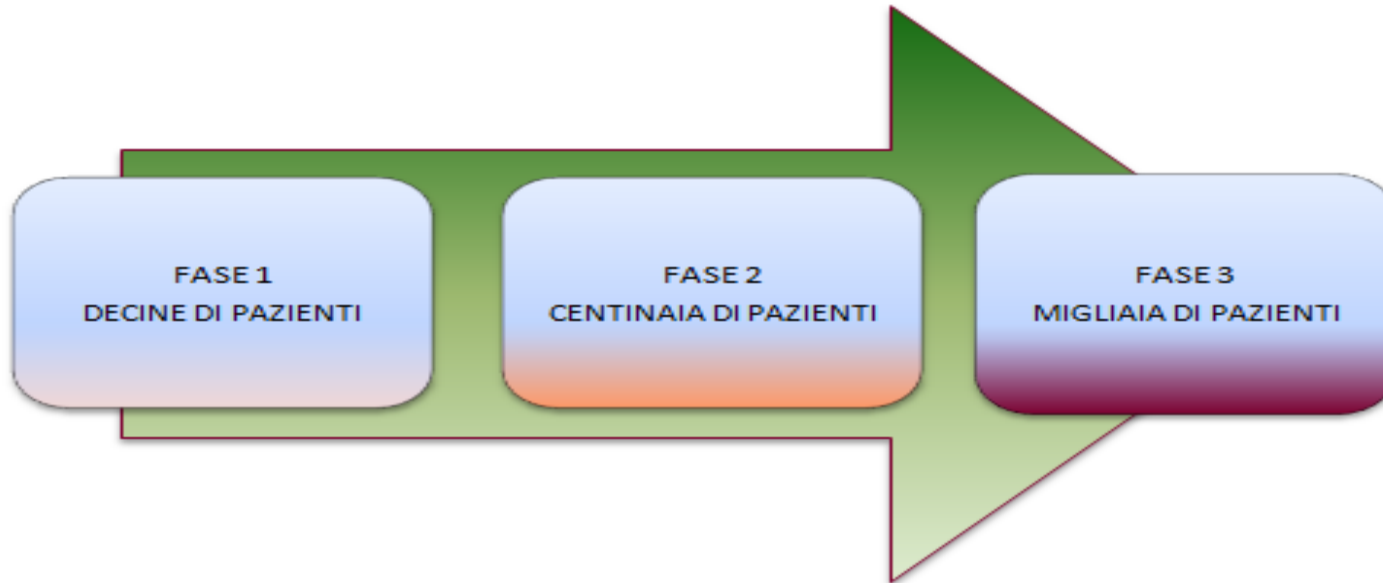 FASE 1
DECINE DI PAZIENTI
FASE 2
CENTINAIA DI PAZIENTI
FASE 3
MIGLIAIA DI PAZIENTI